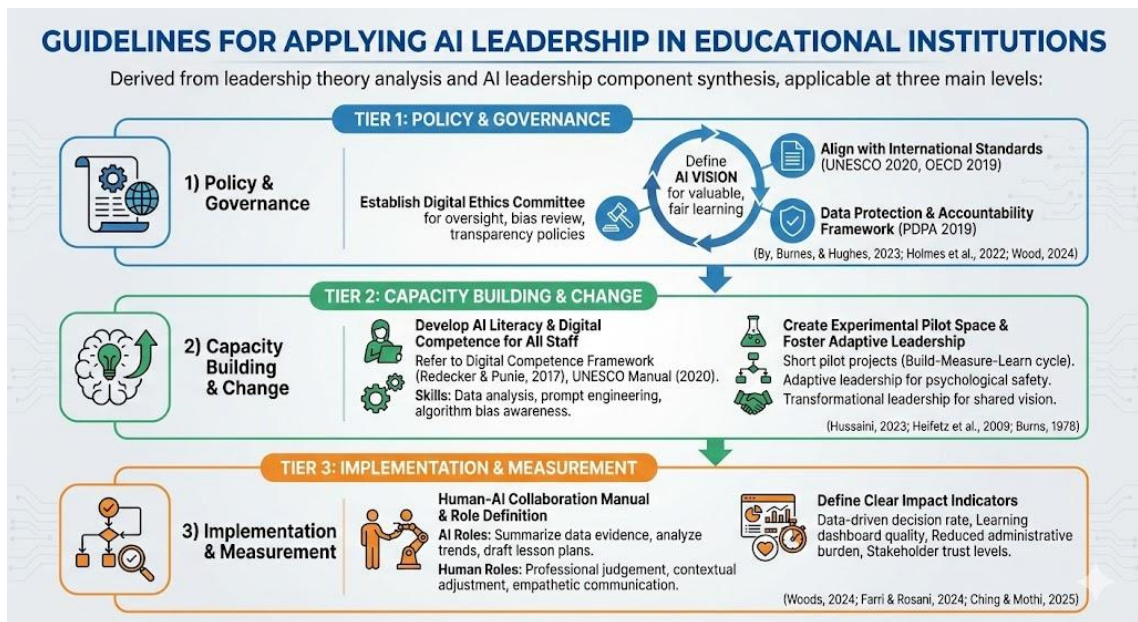 GUIDELINES FOR APPLYING AI LEADERSHIP IN EDUCATIONAL INSTITUTIONS
Derived from leadership theory analysis and AI leadership component synthesis, applicable at three main levels:
TIER 1: POLICY & GOVERNANCE
1) Policy &
Governance
Establish Digital Ethics Committee
for oversight, bias review,
transparency policies
Define
AI VISION
for valuable,
fair learning
Align with International Standards
(UNESCO 2020, OECD 2019)
Data Protection & Accountability
Framework (PDPA 2019)
(By, Burnes, & Hughes, 2023; Holmes et al., 2022; Wood, 2024)
TIER 2: CAPACITY BUILDING & CHANGE
2) Capacity
Building
& Change
Develop AI Literacy & Digital
Competence for All Staff
Refer to Digital Competence Framework
(Redecker & Punie, 2017), UNESCO Manual (2020).
Skills: Data analysis, prompt engineering,
algorithm bias awareness.
Create Experimental Pilot Space &
Foster Adaptive Leadership
Short pilot projects (Build-Measure-Learn cycle).
Adaptive leadership for psychological safety.
Transformational leadership for shared vision.
(Hussaini, 2023; Heifetz et al., 2009; Burns, 1978)
TIER 3: IMPLEMENTATION & MEASUREMENT
3) Implementation
& Measurement
Human-AI Collaboration Manual
& Role Definition
AI Roles: Summarize data evidence, analyze
trends, draft lesson plans.
Human Roles: Professional judgement, contextual
adjustment, empathetic communication.
Define Clear Impact Indicators
Data-driven decision rate, Learning
dashboard quality, Reduced administrative
burden, Stakeholder trust levels.
(Woods, 2024; Farri & Rosani, 2024; Ching & Mothi, 2025)